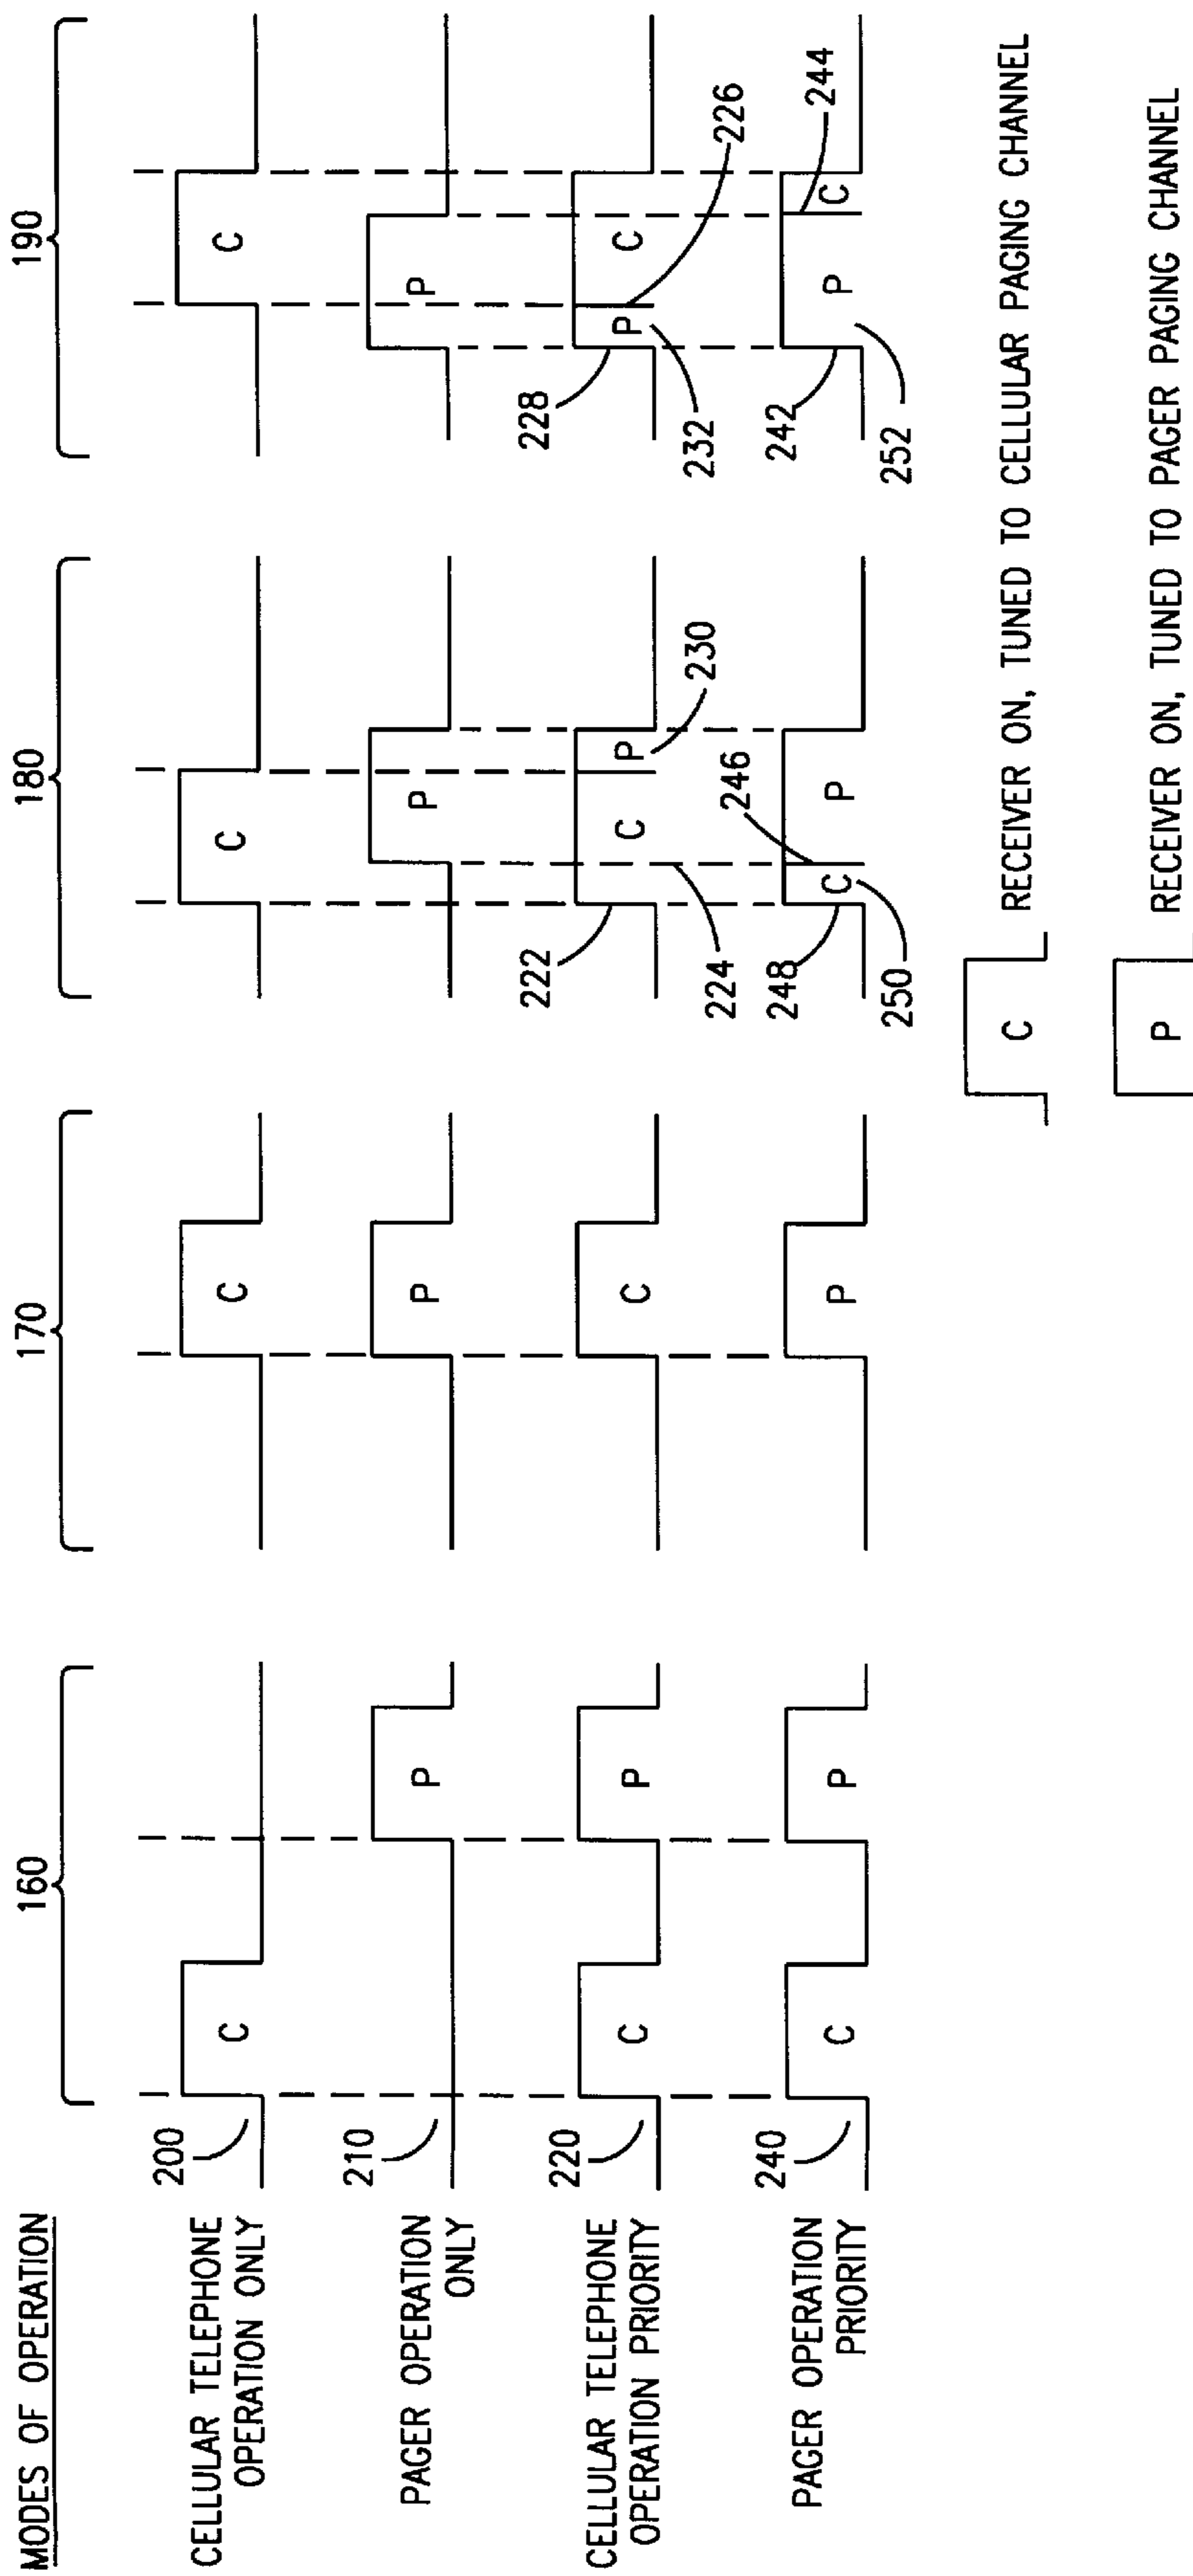 MODES OF OPERATION
160
170
180
190
CELLULAR TELEPHONE
OPERATION ONLY
200
C
C
C
C
PAGER OPERATION
ONLY
210
P
P
P
P
CELLULAR TELEPHONE
OPERATION PRIORITY
220
C
P
C
222
C
P
224
230
228
P
C
232
226
PAGER OPERATION
PRIORITY
240
C
P
P
248
C
P
246
250
242
P
C
244
252
C
RECEIVER ON, TUNED TO CELLULAR PAGING CHANNEL
P
RECEIVER ON, TUNED TO PAGER PAGING CHANNEL